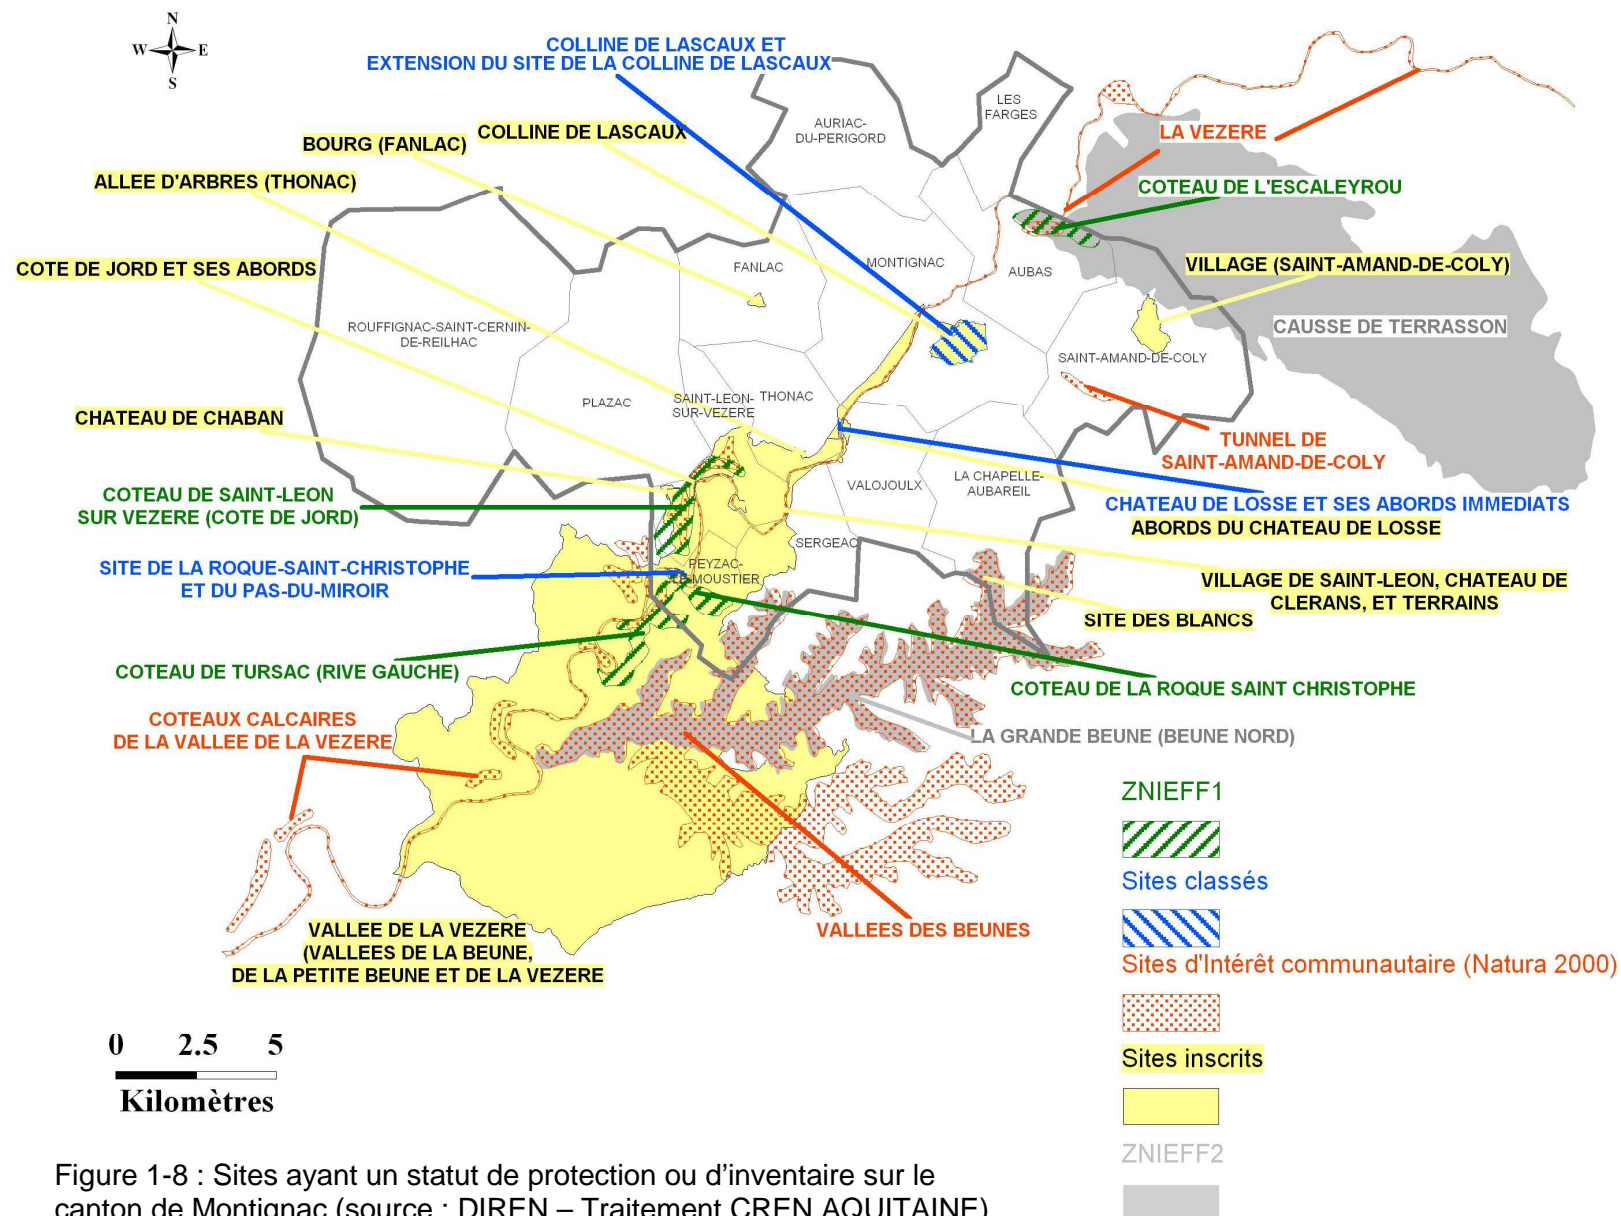 N
W E
S
COLLINE DE LASCAUX ET
EXTENSION DU SITE DE LA COLLINE DE LASCAUX
COLLINE DE LASCAUX
BOURG (FANLAC)
ALLEE D'ARBRES (THONAC)
COTE DE JORD ET SES ABORDS
CHATEAU DE CHABAN
COTEAU DE SAINT-LEON
SUR VEZERE (COTE DE JORD)
SITE DE LA ROQUE-SAINT-CHRISTOPHE
ET DU PAS-DU-MIROIR
COTEAU DE TURSAC (RIVE GAUCHE)
COTEAUX CALCAIRES
DE LA VALLEE DE LA VEZERE
VALLEE DE LA VEZERE
(VALLEES DE LA BEUNE,
DE LA PETITE BEUNE ET DE LA VEZERE
AURIAC-
DU-PERIGORD
LES
FARGES
FANLAC
MONTIGNAC
AUBAS
ROUFFIGNAC-SAINT-CERNIN-
DE-REILHAC
PLAZAC
SAINT-LEON-
SUR-VEZERE
THONAC
SAINT-AMAND-DE-COLY
VALOJOULX
LA CHAPELLE-
AUBAREIL
SERGEAC
PEYZAC-
LE-MOUSTIER
LA VEZERE
COTEAU DE L'ESCALEYROU
VILLAGE (SAINT-AMAND-DE-COLY)
CAUSSE DE TERRASSON
TUNNEL DE
SAINT-AMAND-DE-COLY
CHATEAU DE LOSSE ET SES ABORDS IMMEDIATS
ABORDS DU CHATEAU DE LOSSE
VILLAGE DE SAINT-LEON, CHATEAU DE
CLERANS, ET TERRAINS
SITE DES BLANCS
COTEAU DE LA ROQUE SAINT CHRISTOPHE
LA GRANDE BEUNE (BEUNE NORD)
VALLEES DES BEUNES
ZNIEFF1
Sites classés
Sites d'Intérêt communautaire (Natura 2000)
Sites inscrits
ZNIEFF2
0 2.5 5
Kilomètres
Figure 1-8 : Sites ayant un statut de protection ou d'inventaire sur le
canton de Montignac (source : DIREN – Traitement CREN AQUITAINE)